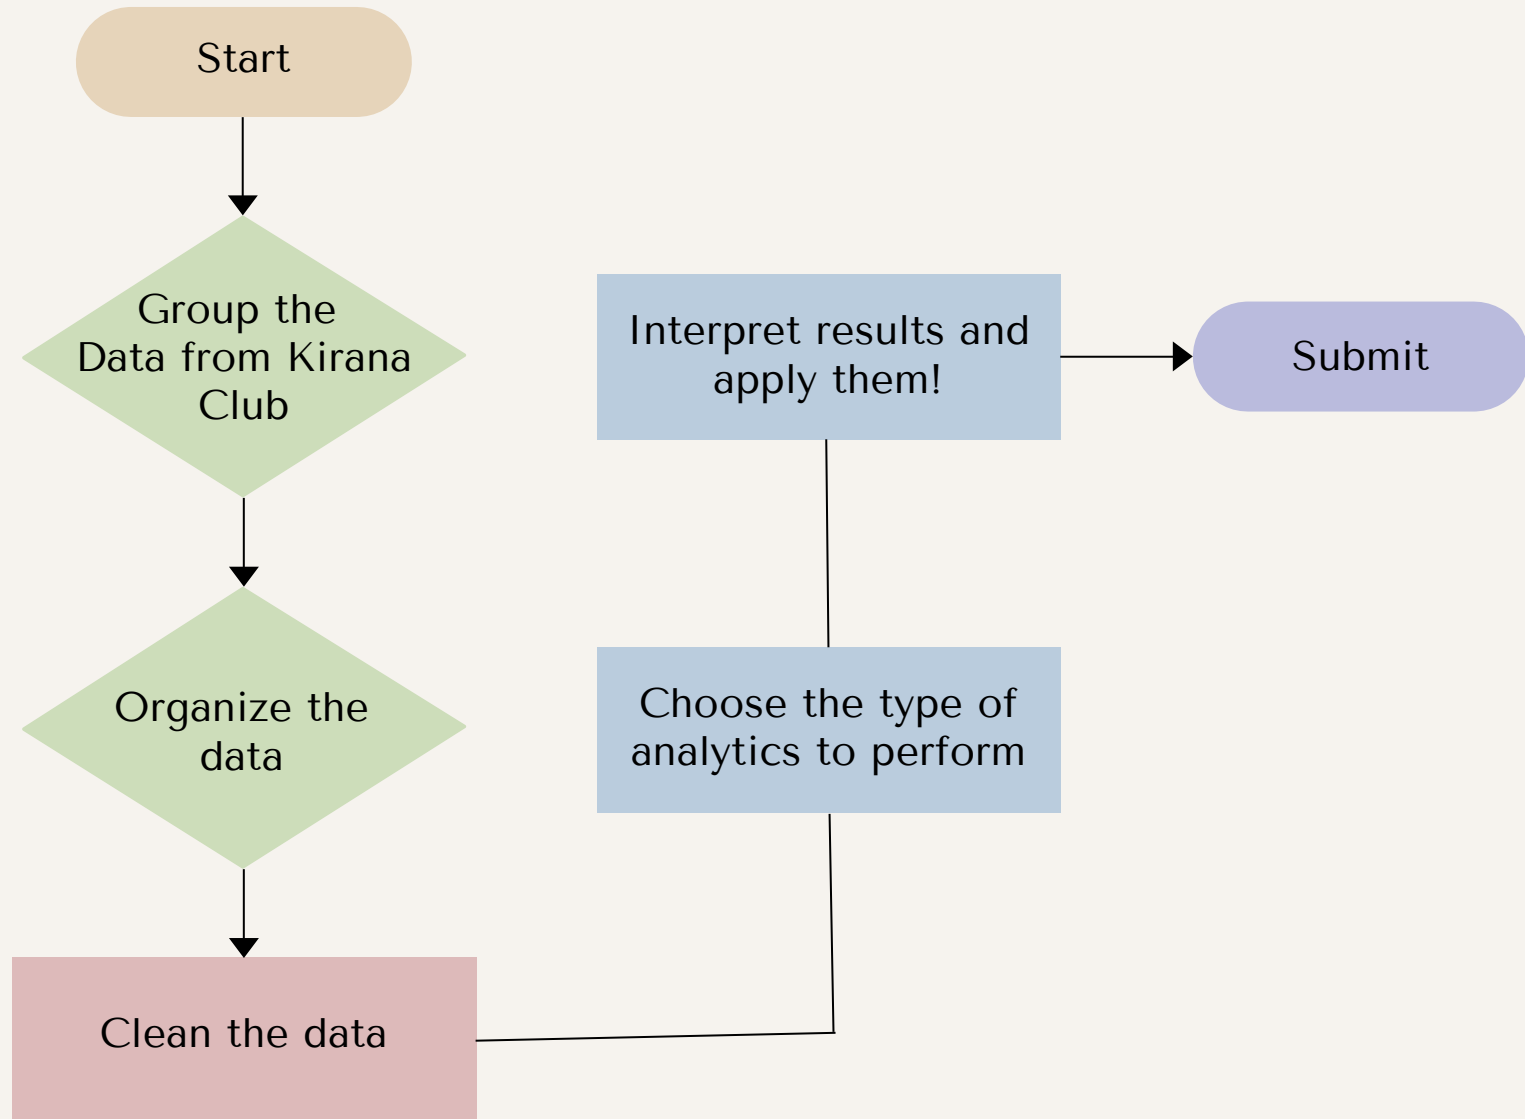 Start
Group the
Data from Kirana
Club
Organize the
data
Clean the data
Choose the type of
analytics to perform
Interpret results and
apply them!
Submit